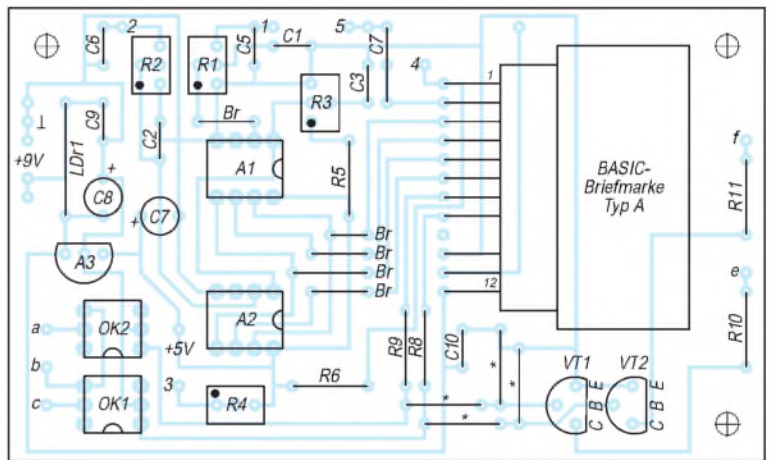 C6
2
R2
R1
1
C5
C1
5
C7
4
C3
1
⊥
+9V
LDr1
C9
Br
R3
C2
A1
R5
BASIC-
Briefmarke
Typ A
f
R11
+
C8
+
C7
Br
Br
Br
Br
A3
12
e
R10
a
OK2
+5V
A2
R9
R8
C10
*
*
VT1
VT2
b
c
OK1
3
R4
R6
*
*
C B E
C B E